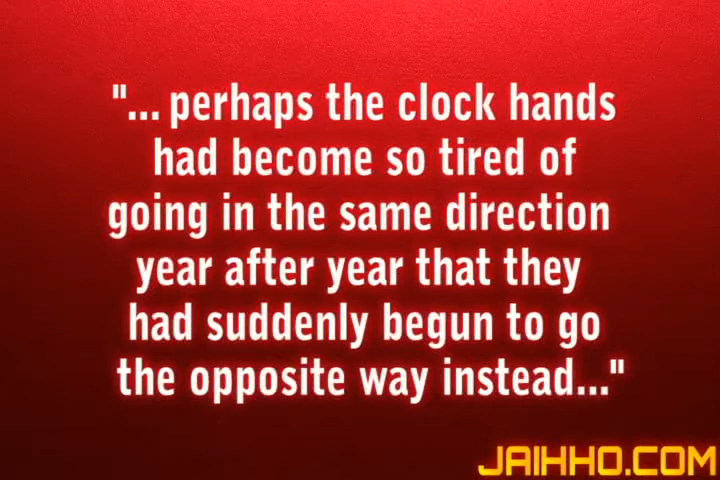 "... perhaps the clock hands
had become so tired of
going in the same direction
year after year that they
had suddenly begun to go
the opposite way instead..."
JAIHHO.COM